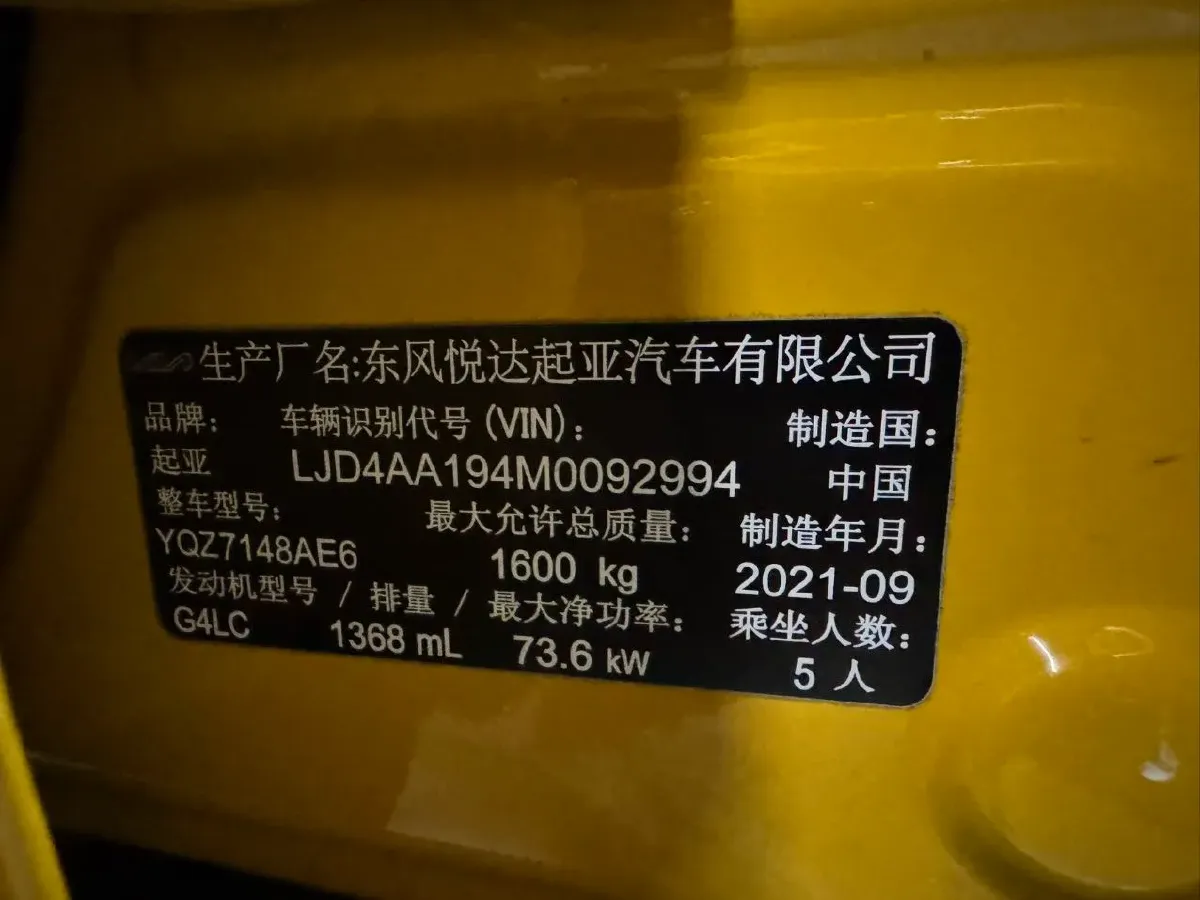 生产厂名:东风悦达起亚汽车有限公司
品牌: 车辆识别代号 (VIN): 制造国:
起亚 LJD4AA194M0092994 中国
整车型号: 最大允许总质量: 制造年月:
YQZ7148AE6 1600 kg 2021-09
发动机型号 / 排量 / 最大净功率: 乘坐人数:
G4LC 1368 mL 73.6 kW 5 人